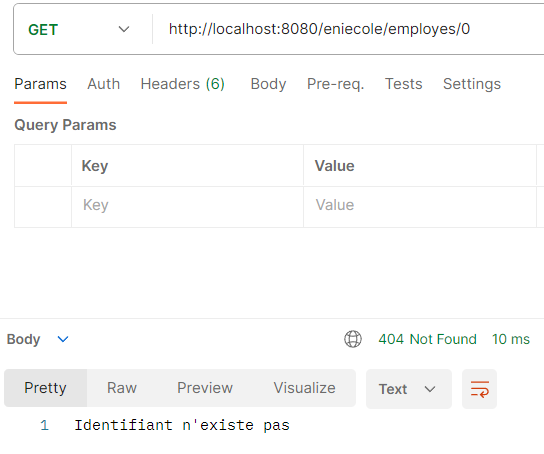 GET http://localhost:8080/eniecole/employes/0
Params Auth Headers (6) Body Pre-req. Tests Settings
Query Params
Key Value
Key Value
Body 404 Not Found 10 ms
Pretty Raw Preview Visualize Text
1 Identifiant n'existe pas